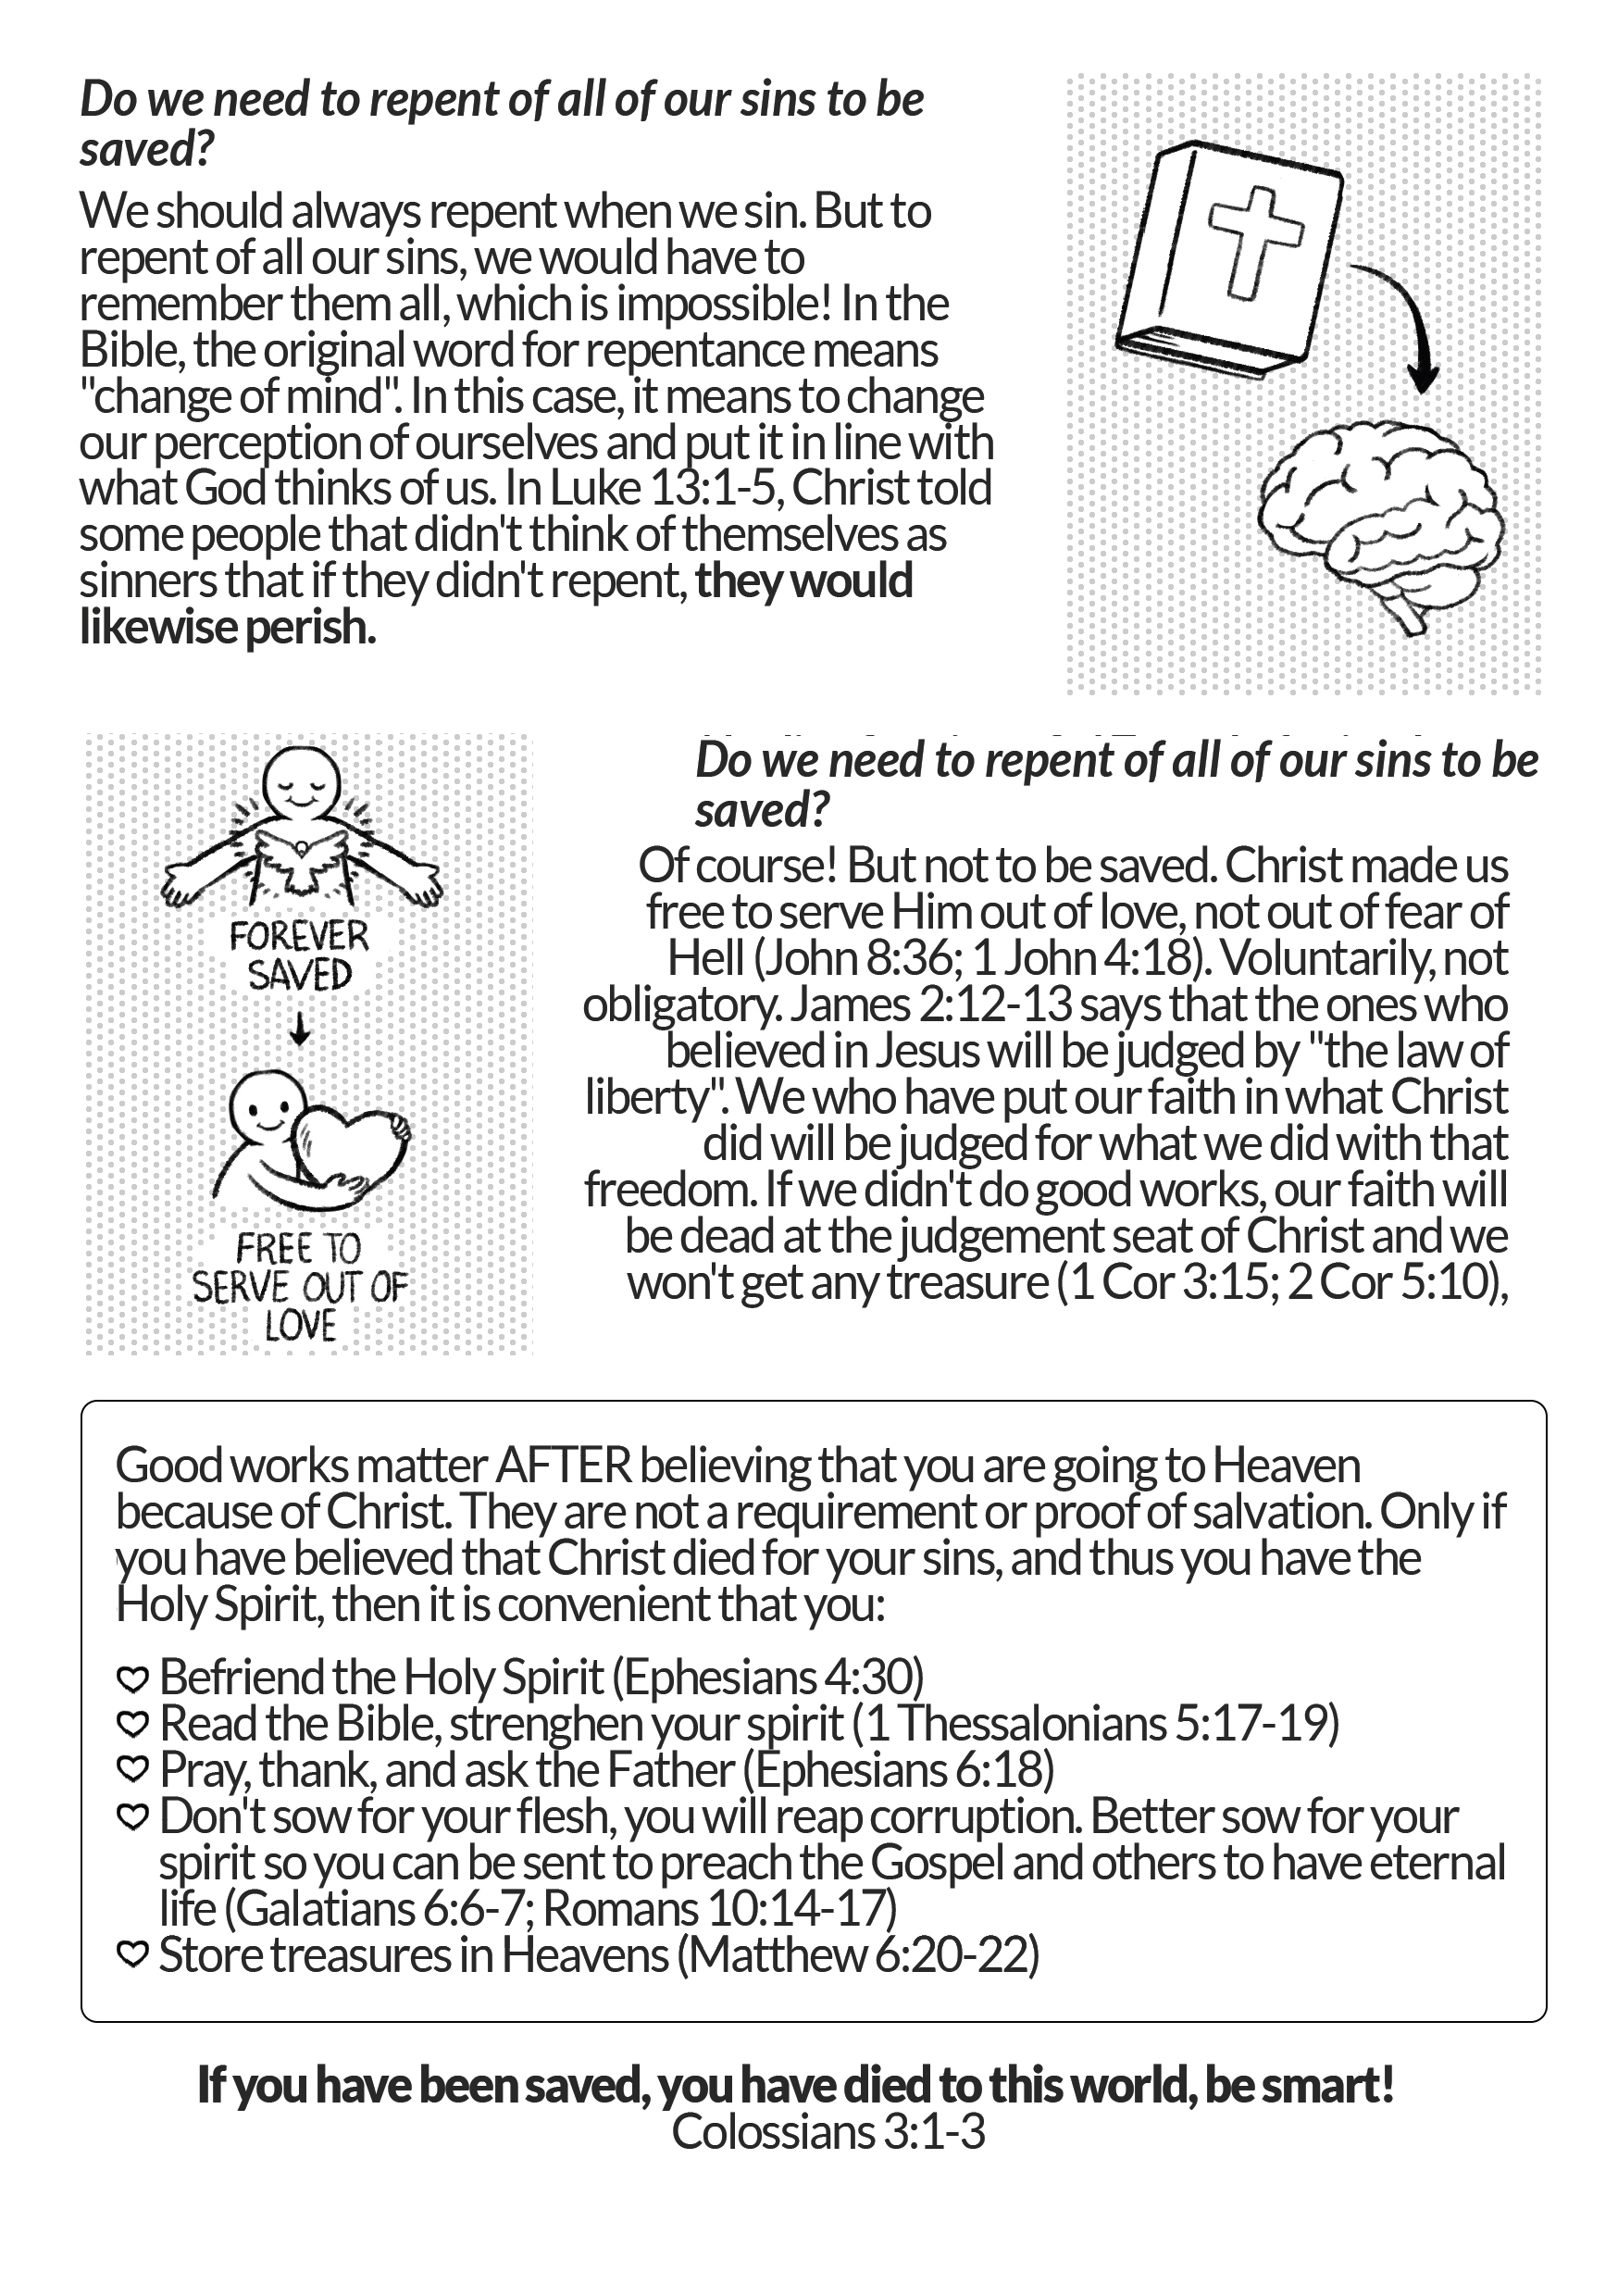 Do we need to repent of all of our sins to be
saved?
We should always repent when we sin. But to
repent of all our sins, we would have to
remember them all, which is impossible! In the
Bible, the original word for repentance means
"change of mind". In this case, it means to change
our perception of ourselves and put it in line with
what God thinks of us. In Luke 13:1-5, Christ told
some people that didn't think of themselves as
sinners that if they didn't repent, they would
likewise perish.
FOREVER
SAVED
FREE TO
SERVE OUT OF
LOVE
Do we need to repent of all of our sins to be
saved?
Of course! But not to be saved. Christ made us
free to serve Him out of love, not out of fear of
Hell (John 8:36; 1 John 4:18). Voluntarily, not
obligatory. James 2:12-13 says that the ones who
believed in Jesus will be judged by "the law of
liberty". We who have put our faith in what Christ
did will be judged for what we did with that
freedom. If we didn't do good works, our faith will
be dead at the judgement seat of Christ and we
won't get any treasure (1 Cor 3:15; 2 Cor 5:10),
Good works matter AFTER believing that you are going to Heaven
because of Christ. They are not a requirement or proof of salvation. Only if
you have believed that Christ died for your sins, and thus you have the
Holy Spirit, then it is convenient that you:
Befriend the Holy Spirit (Ephesians 4:30)
Read the Bible, strenghen your spirit (1 Thessalonians 5:17-19)
Pray, thank, and ask the Father (Ephesians 6:18)
Don't sow for your flesh, you will reap corruption. Better sow for your
spirit so you can be sent to preach the Gospel and others to have eternal
life (Galatians 6:6-7; Romans 10:14-17)
Store treasures in Heavens (Matthew 6:20-22)
If you have been saved, you have died to this world, be smart!
Colossians 3:1-3